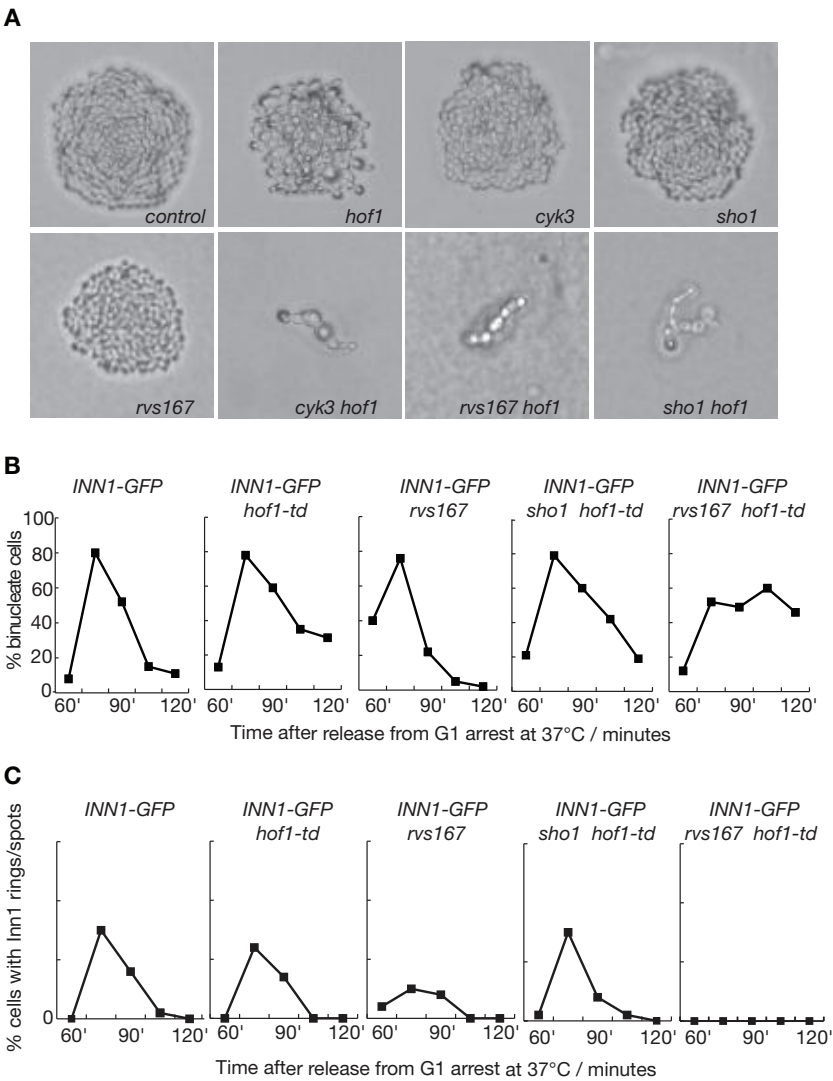 A
control
hof1
cyk3
sho1
rvs167
cyk3 hof1
rvs167 hof1
sho1 hof1
B
INN1-GFP
INN1-GFP
hof1-td
INN1-GFP
rvs167
INN1-GFP
sho1 hof1-td
INN1-GFP
rvs167 hof1-td
% binucleate cells
100
80
60
40
20
0
60' 90' 120'
60' 90' 120'
60' 90' 120'
60' 90' 120'
60' 90' 120'
Time after release from G1 arrest at 37°C / minutes
C
INN1-GFP
INN1-GFP
hof1-td
INN1-GFP
rvs167
INN1-GFP
sho1 hof1-td
INN1-GFP
rvs167 hof1-td
% cells with Inn1 rings/spots
0
60' 90' 120'
60' 90' 120'
60' 90' 120'
60' 90' 120'
60' 90' 120'
Time after release from G1 arrest at 37°C / minutes